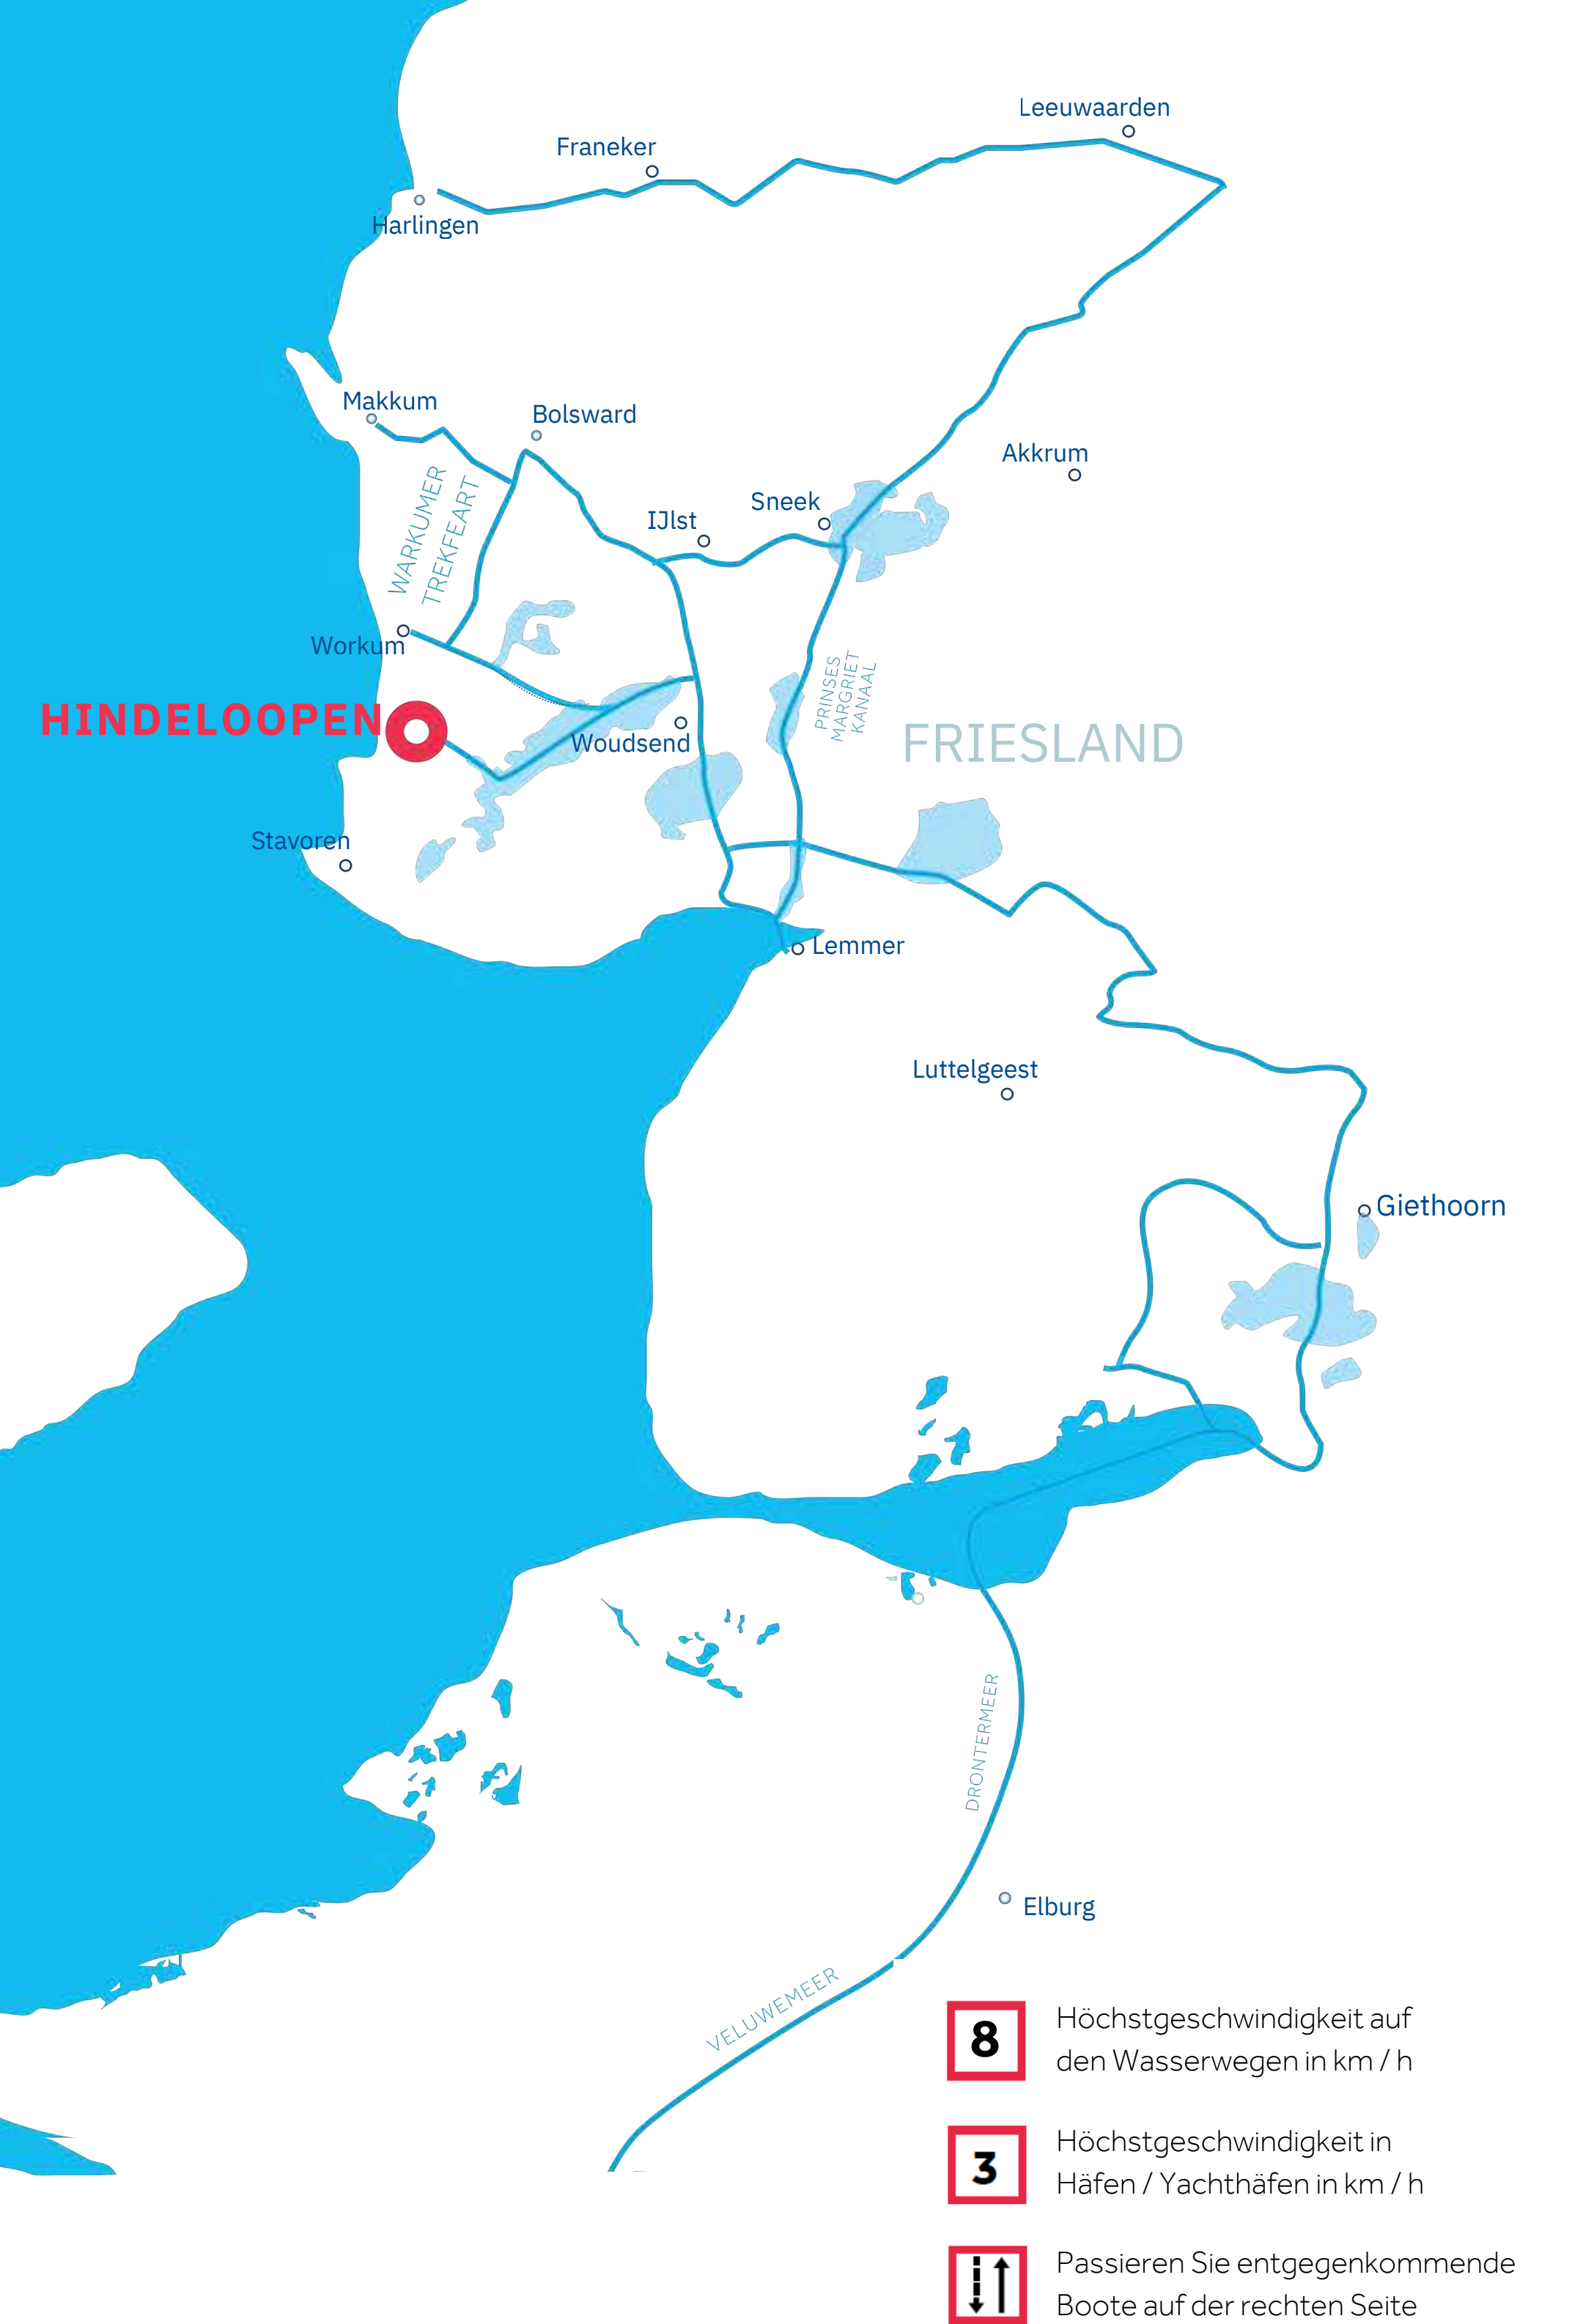 Leeuwaarden
Franeker
Harlingen
Makkum
Bolsward
Akkrum
WARKUMER
TREKFEART
IJlst
Sneek
Workum
PRINSES
MARGRIET
KANAAL
HINDELOOPEN
Woudsend
FRIESLAND
Stavoren
Lemmer
Luttelgeest
Giethoorn
DRONTERMEER
Elburg
VELUWEMEER
8
Höchstgeschwindigkeit auf
den Wasserwegen in km / h
3
Höchstgeschwindigkeit in
Häfen / Yachthäfen in km / h
Passieren Sie entgegenkommende
Boote auf der rechten Seite